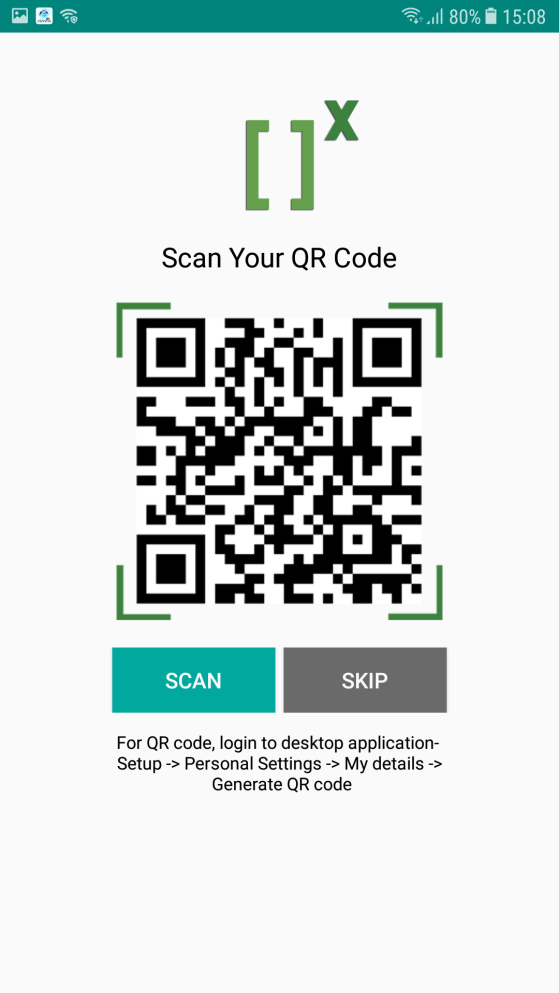 80% 15:08
[ ]x
Scan Your QR Code
SCAN SKIP
For QR code, login to desktop application-
Setup -> Personal Settings -> My details ->
Generate QR code